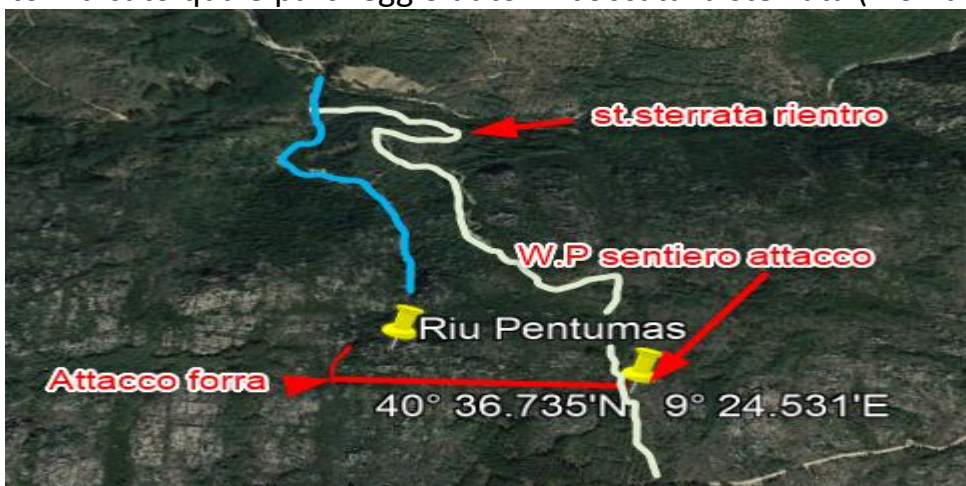 st.sterrata rientro
W.P sentiero attacco
Riu Pentumas
Attacco forra
40° 36.735'N 9° 24.531'E